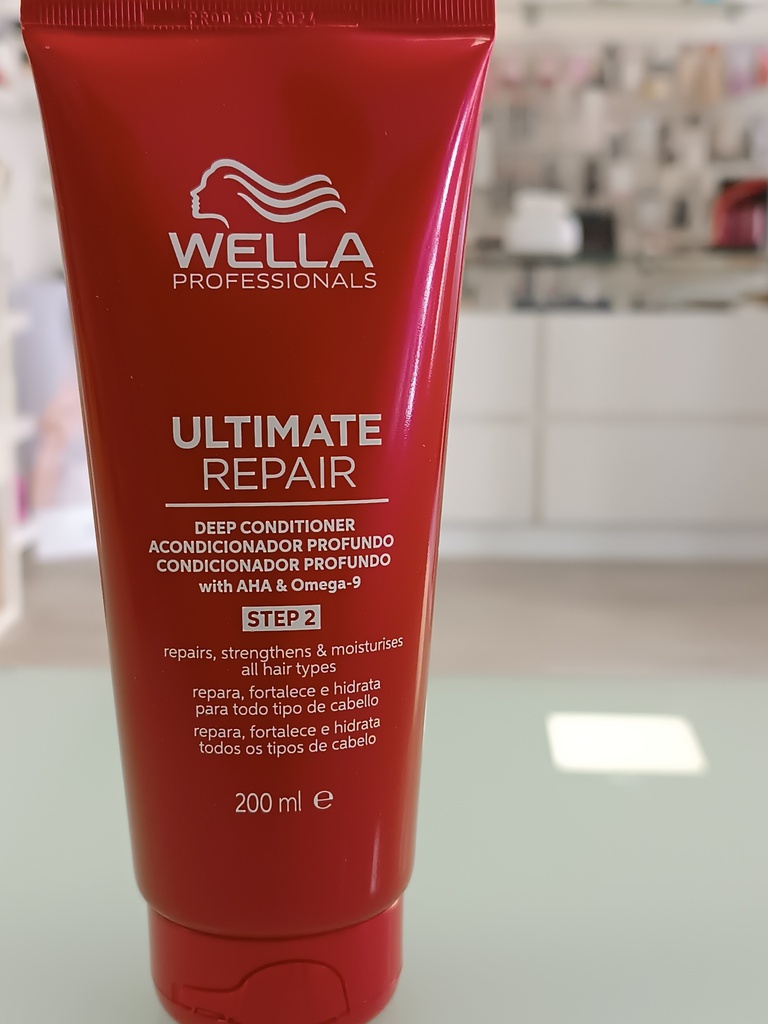 PROD 08/2024
WELLA
PROFESSIONALS
ULTIMATE
REPAIR
DEEP CONDITIONER
ACONDICIONADOR PROFUNDO
CONDICIONADOR PROFUNDO
with AHA & Omega-9
STEP 2
repairs, strengthens & moisturises
all hair types
repara, fortalece e hidrata
para todo tipo de cabello
repara, fortalece e hidrata
todos os tipos de cabelo
200 ml ℮